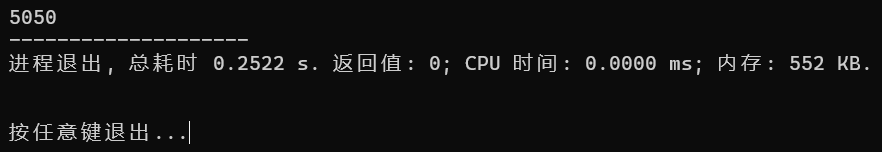 5050
--------------------
进程退出, 总耗时 0.2522 s. 返回值: 0; CPU 时间: 0.0000 ms; 内存: 552 KB.
按任意键退出...